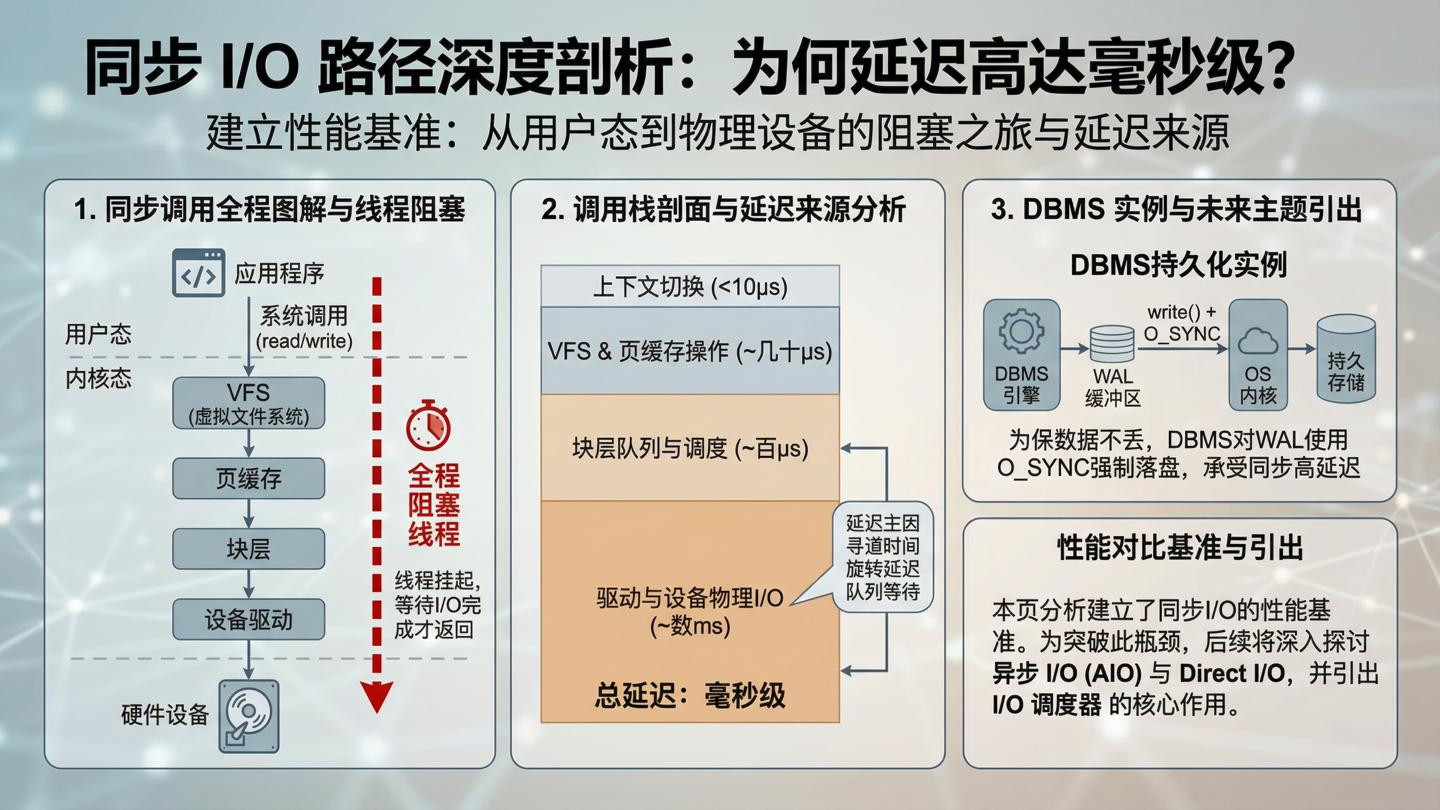 同步 I/O 路径深度剖析：为何延迟高达毫秒级？
建立性能基准：从用户态到物理设备的阻塞之旅与延迟来源
1. 同步调用全程图解与线程阻塞
</>
应用程序
系统调用
(read/write)
用户态
内核态
VFS
(虚拟文件系统)
页缓存
块层
设备驱动
硬件设备
全程
阻塞
线程
线程挂起，
等待I/O完
成才返回
2. 调用栈剖面与延迟来源分析
上下文切换 (<10μs)
VFS & 页缓存操作 (~几十μs)
块层队列与调度 (~百μs)
驱动与设备物理I/O
(~数ms)
总延迟：毫秒级
延迟主因
寻道时间
旋转延迟
队列等待
3. DBMS 实例与未来主题引出
DBMS持久化实例
DBMS
引擎
WAL
缓冲区
write() +
O_SYNC
OS
内核
持久
存储
为保数据不丢，DBMS对WAL使用
O_SYNC强制落盘，承受同步高延迟
性能对比基准与引出
本页分析建立了同步I/O的性能基
准。为突破此瓶颈，后续将深入探讨
异步 I/O (AIO) 与 Direct I/O，并引出
I/O 调度器 的核心作用。